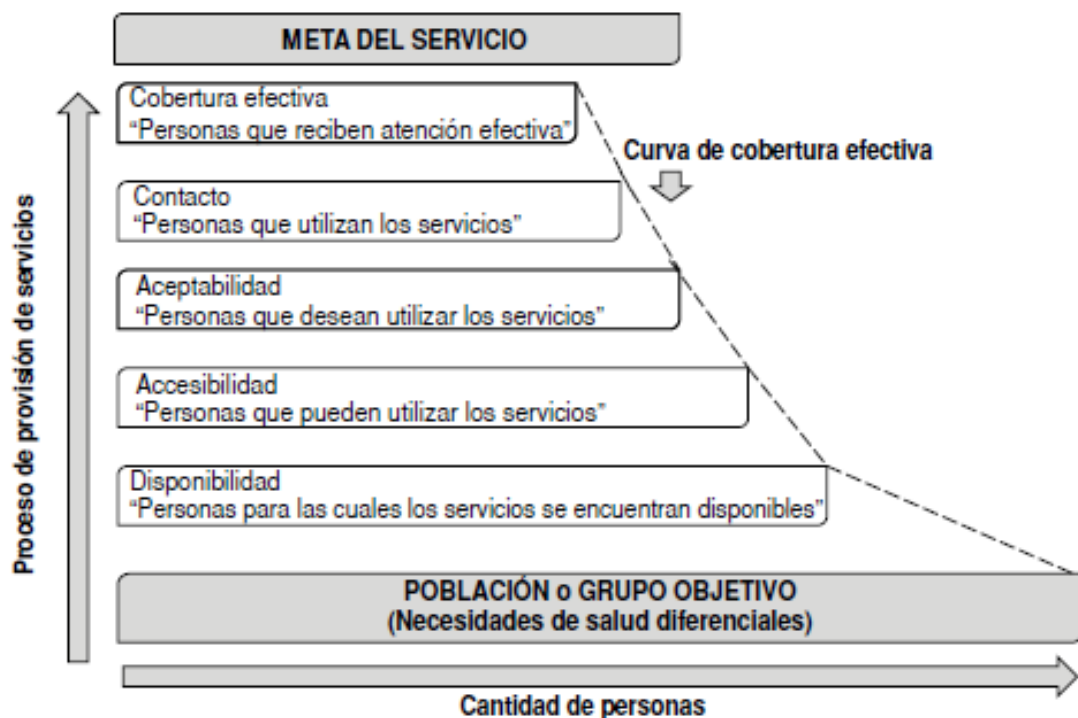 META DEL SERVICIO
Cobertura efectiva
“Personas que reciben atención efectiva”
Curva de cobertura efectiva
Contacto
“Personas que utilizan los servicios”
Aceptabilidad
“Personas que desean utilizar los servicios”
Accesibilidad
“Personas que pueden utilizar los servicios”
Disponibilidad
“Personas para las cuales los servicios se encuentran disponibles”
POBLACIÓN o GRUPO OBJETIVO
(Necesidades de salud diferenciales)
Proceso de provisión de servicios
Cantidad de personas